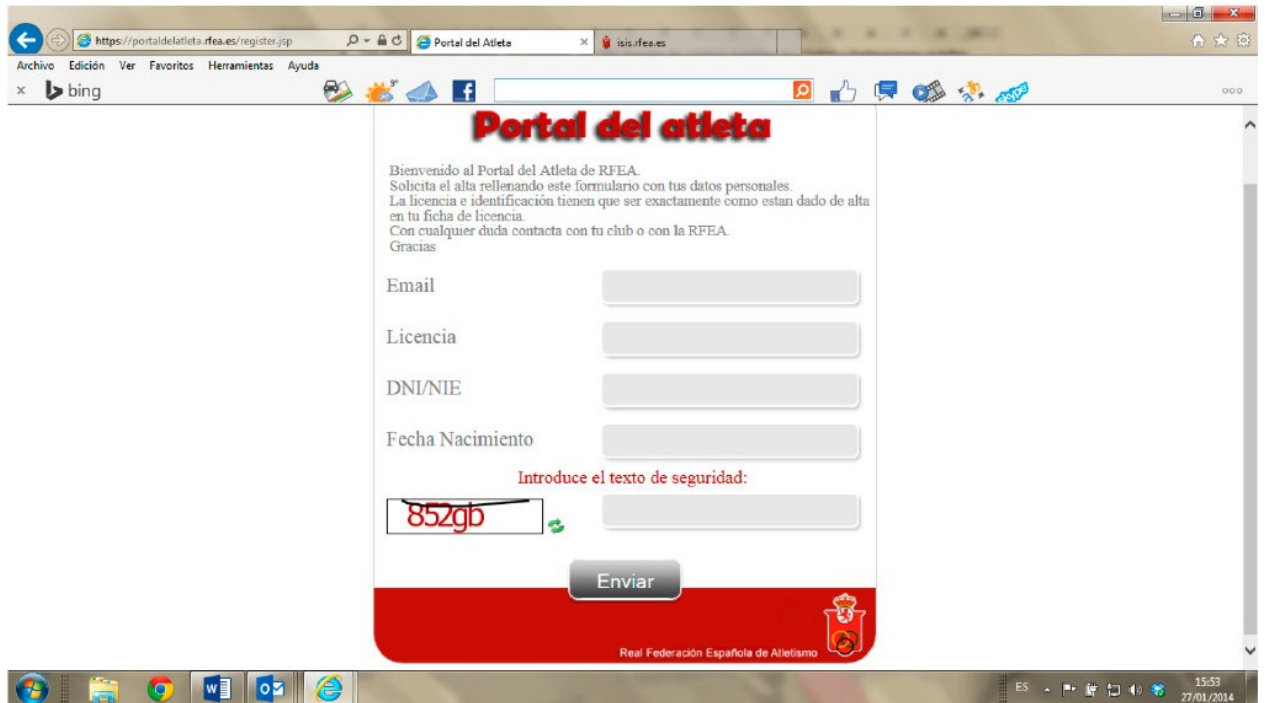 https://portaldelatleta.rfea.es/register.jsp
Portal del Atleta
isis.rfea.es
Archivo Edición Ver Favoritos Herramientas Ayuda
bing
9°
skype
Portal del atleta
Bienvenido al Portal del Atleta de RFEA.
Solicita el alta rellenando este formulario con tus datos personales.
La licencia e identificación tienen que ser exactamente como estan dado de alta
en tu ficha de licencia.
Con cualquier duda contacta con tu club o con la RFEA.
Gracias
Email
Licencia
DNI/NIE
Fecha Nacimiento
Introduce el texto de seguridad:
852gb
Enviar
Real Federación Española de Atletismo
ES
15:53
27/01/2014